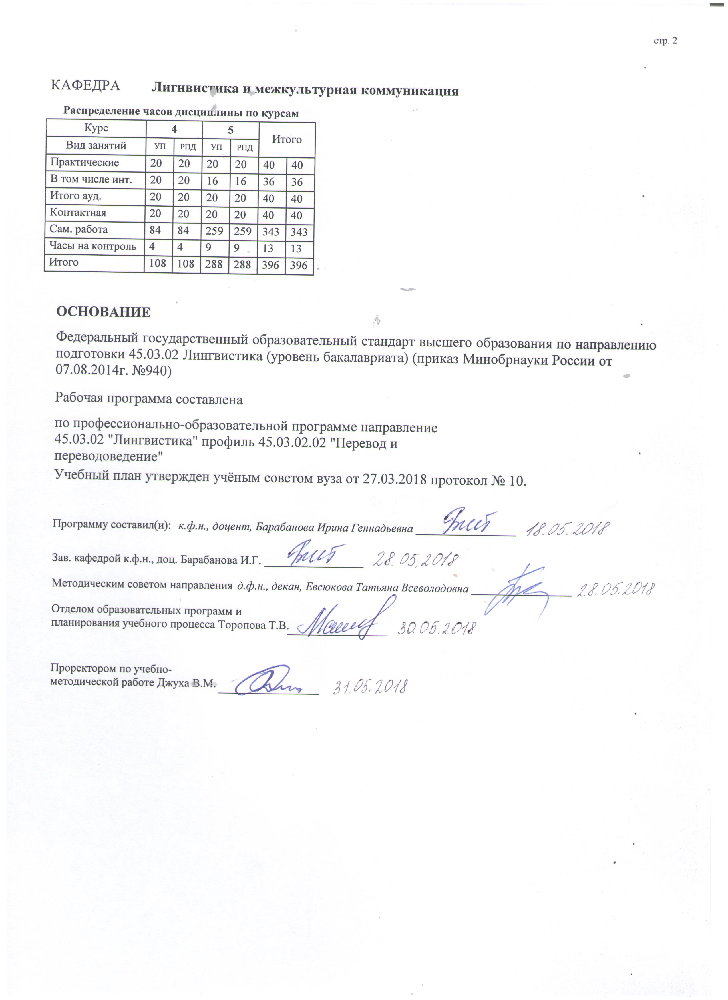 стр. 2
КАФЕДРА Лигнвистика и межкультурная коммуникация
Распределение часов дисциплины по курсам
Курс 4 5 Итого
Вид занятий УП РПД УП РПД
Практические 20 20 20 20 40 40
В том числе инт. 20 20 16 16 36 36
Итого ауд. 20 20 20 20 40 40
Контактная 20 20 20 20 40 40
Сам. работа 84 84 259 259 343 343
Часы на контроль 4 4 9 9 13 13
Итого 108 108 288 288 396 396
ОСНОВАНИЕ
Федеральный государственный образовательный стандарт высшего образования по направлению
подготовки 45.03.02 Лингвистика (уровень бакалавриата) (приказ Минобрнауки России от
07.08.2014г. №940)
Рабочая программа составлена
по профессионально-образовательной программе направление
45.03.02 "Лингвистика" профиль 45.03.02.02 "Перевод и
переводоведение"
Учебный план утвержден учёным советом вуза от 27.03.2018 протокол № 10.
Программу составил(и): к.ф.н., доцент, Барабанова Ирина Геннадьевна 18.05.2018
Зав. кафедрой к.ф.н., доц. Барабанова И.Г. 28.05.2018
Методическим советом направления д.ф.н., декан, Евсюкова Татьяна Всеволодовна 28.05.2018
Отделом образовательных программ и
планирования учебного процесса Торопова Т.В. 30.05.2018
Проректором по учебно-
методической работе Джуха В.М. 31.05.2018